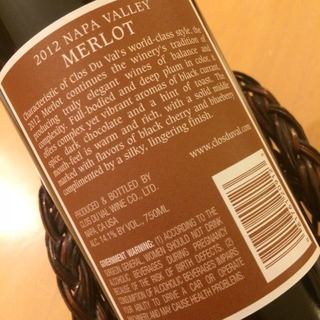 2012 NAPA VALLEY
MERLOT
Characteristic of Clos Du Val's world-class style, the
2012 Merlot continues the winery's tradition of
producing truly elegant wines of balance and
complexity. Full-bodied and deep plum in color, it
offers complex yet vibrant aromas of black currant,
spice, dark chocolate and a hint of toast. The
mouth feel is warm and rich, with a solid middle
marked with flavors of black cherry and blueberry
complimented by a silky, lingering finish.
www.closduval.com
PRODUCED & BOTTLED BY
CLOS DU VAL WINE CO., LTD.
NAPA, CA USA
ALC. 14.1% BY VOL., 750ML
GOVERNMENT WARNING: (1) ACCORDING TO THE
SURGEON GENERAL, WOMEN SHOULD NOT DRINK
ALCOHOLIC BEVERAGES DURING PREGNANCY
BECAUSE OF THE RISK OF BIRTH DEFECTS. (2)
CONSUMPTION OF ALCOHOLIC BEVERAGES IMPAIRS
YOUR ABILITY TO DRIVE A CAR OR OPERATE
MACHINERY AND MAY CAUSE HEALTH PROBLEMS.